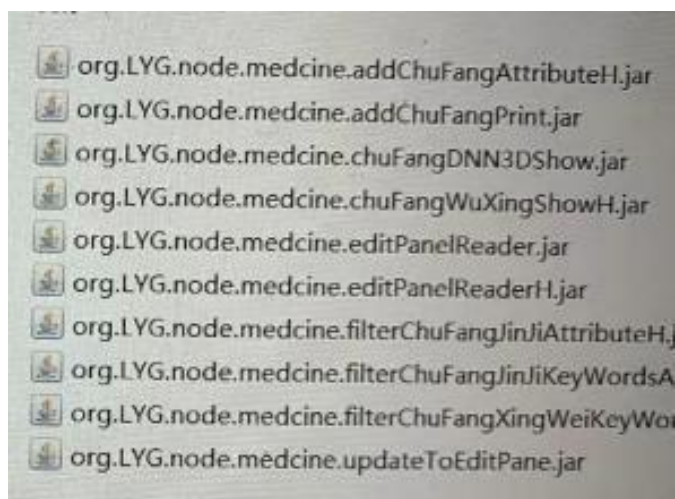 org.LYG.node.medcine.addChuFangAttributeH.jar
org.LYG.node.medcine.addChuFangPrint.jar
org.LYG.node.medcine.chuFangDNN3DShow.jar
org.LYG.node.medcine.chuFangWuXingShowH.jar
org.LYG.node.medcine.editPanelReader.jar
org.LYG.node.medcine.editPanelReaderH.jar
org.LYG.node.medcine.filterChuFangJinJiAttributeH.j
org.LYG.node.medcine.filterChuFangJinJiKeyWordsA
org.LYG.node.medcine.filterChuFangXingWeiKeyWor
org.LYG.node.medcine.updateToEditPane.jar